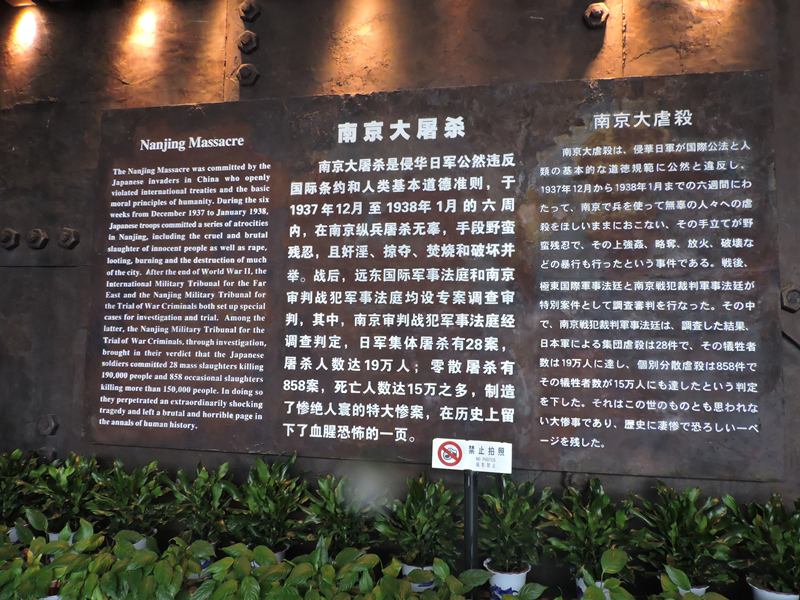 Nanjing Massacre
The Nanjing Massacre was committed by the
Japanese invaders in China who openly
violated international treaties and the basic
moral principles of humanity. During the six
weeks from December 1937 to January 1938,
Japanese troops committed a series of atrocities
in Nanjing, including the cruel and brutal
slaughter of innocent people as well as rape,
looting, burning and the destruction of much
of the city. After the end of World War II, the
International Military Tribunal for the Far
East and the Nanjing Military Tribunal for
the Trial of War Criminals both set up special
cases for investigation and trial. Among the
latter, the Nanjing Military Tribunal for the
Trial of War Criminals, through investigation,
brought in their verdict that the Japanese
soldiers committed 28 mass slaughters killing
190,000 people and 858 occasional slaughters
killing more than 150,000 people. In doing so
they perpetrated an extraordinarily shocking
tragedy and left a brutal and horrible page in
the annals of human history.
南京大屠杀
南京大屠杀是侵华日军公然违反
国际条约和人类基本道德准则，于
1937年12月至1938年1月的六周
内，在南京纵兵屠杀无辜，手段野蛮
残忍，且奸淫、掠夺、焚烧和破坏并
举。战后，远东国际军事法庭和南京
审判战犯军事法庭均设专案调查审
判，其中，南京审判战犯军事法庭经
调查判定，日军集体屠杀有28案，
屠杀人数达19万人；零散屠杀有
858案，死亡人数达15万之多，制造
了惨绝人寰的特大惨案，在历史上留
下了血腥恐怖的一页。
南京大虐殺
南京大虐殺は、侵華日軍が国際公法と人
類の基本的な道徳規範に公然と違反し、
1937年12月から1938年1月までの六週間にわ
たって、南京で兵を使って無辜の人々への虐
殺をほしいままにおこない、その手立てが野
蛮残忍で、その上強姦、略奪、放火、破壊な
どの暴行も行ったという事件である。戦後、
極東国際軍事法廷と南京戦犯裁判軍事法廷が
特別案件として調査審判を行なった。その中
で、南京戦犯裁判軍事法廷は、調査した結果、
日本軍による集団虐殺は28件で、その犠牲者
数は19万人に達し、個別分散虐殺は858件で
その犠牲者が15万人にも達したという判定
を下した。それはこの世のものとも思われな
い大惨事であり、歴史に凄惨で恐ろしい一ペ
ージを残した。
禁止拍照
NO PHOTOS
撮影禁止